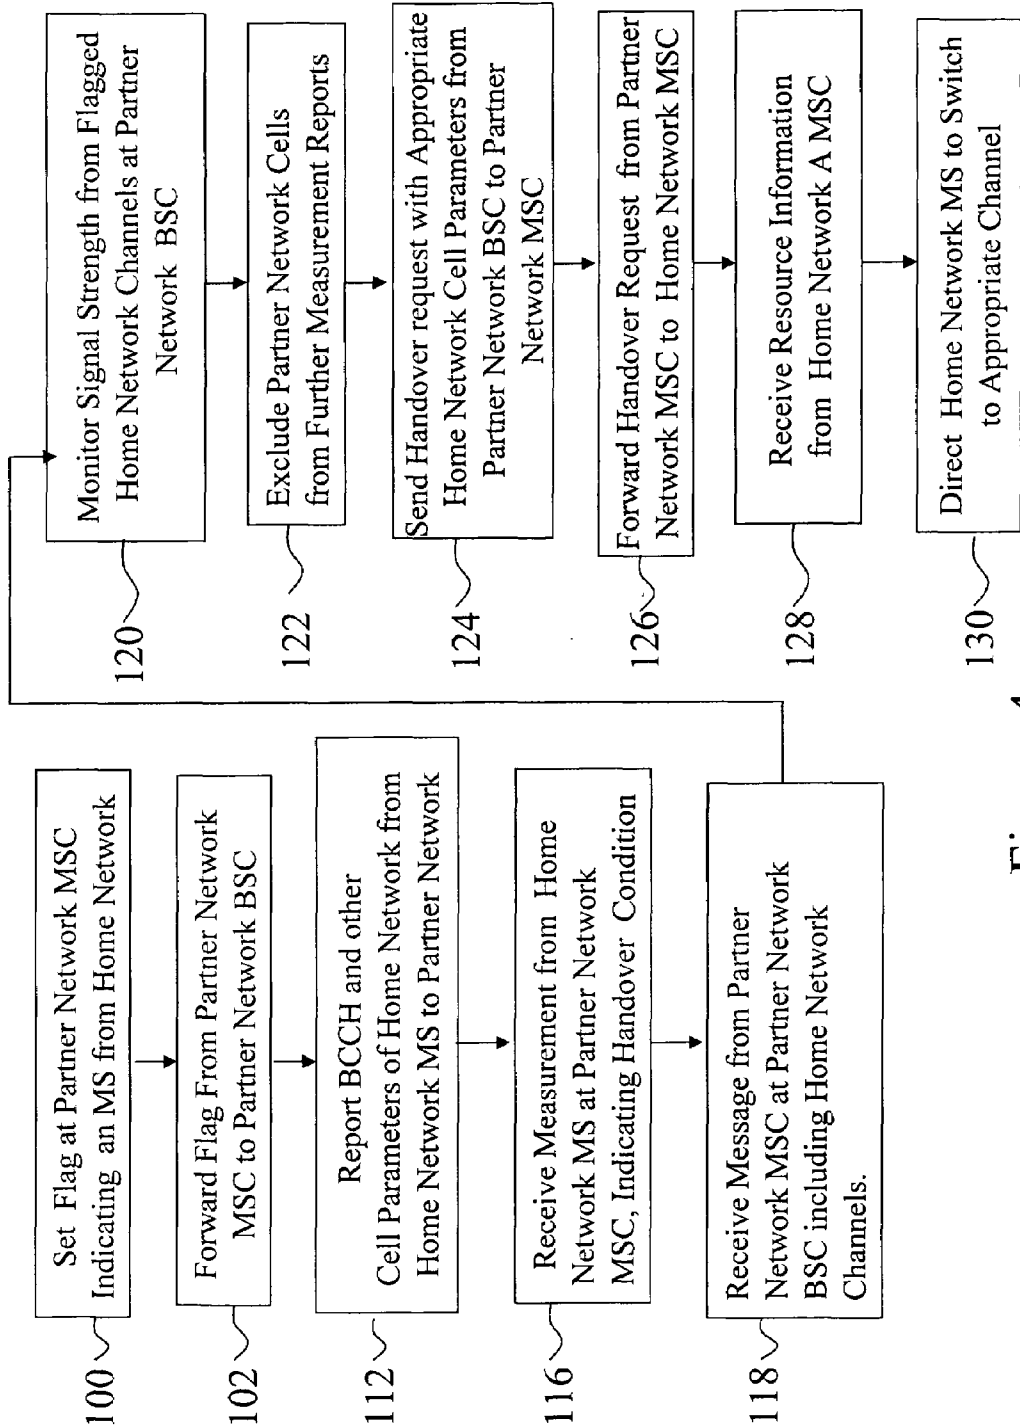 100
Set Flag at Partner Network MSC
Indicating an MS from Home Network
102
Forward Flag From Partner Network
MSC to Partner Network BSC
112
Report BCCH and other
Cell Parameters of Home Network from
Home Network MS to Partner Network
116
Receive Measurement from Home
Network MS at Partner Network
MSC, Indicating Handover Condition
118
Receive Message from Partner
Network MSC at Partner Network
BSC including Home Network
Channels.
120
Monitor Signal Strength from Flagged
Home Network Channels at Partner
Network BSC
122
Exclude Partner Network Cells
from Further Measurement Reports
124
Send Handover request with Appropriate
Home Network Cell Parameters from
Partner Network BSC to Partner
Network MSC
126
Forward Handover Request from Partner
Network MSC to Home Network MSC
128
Receive Resource Information
from Home Network A MSC
130
Direct Home Network MS to Switch
to Appropriate Channel